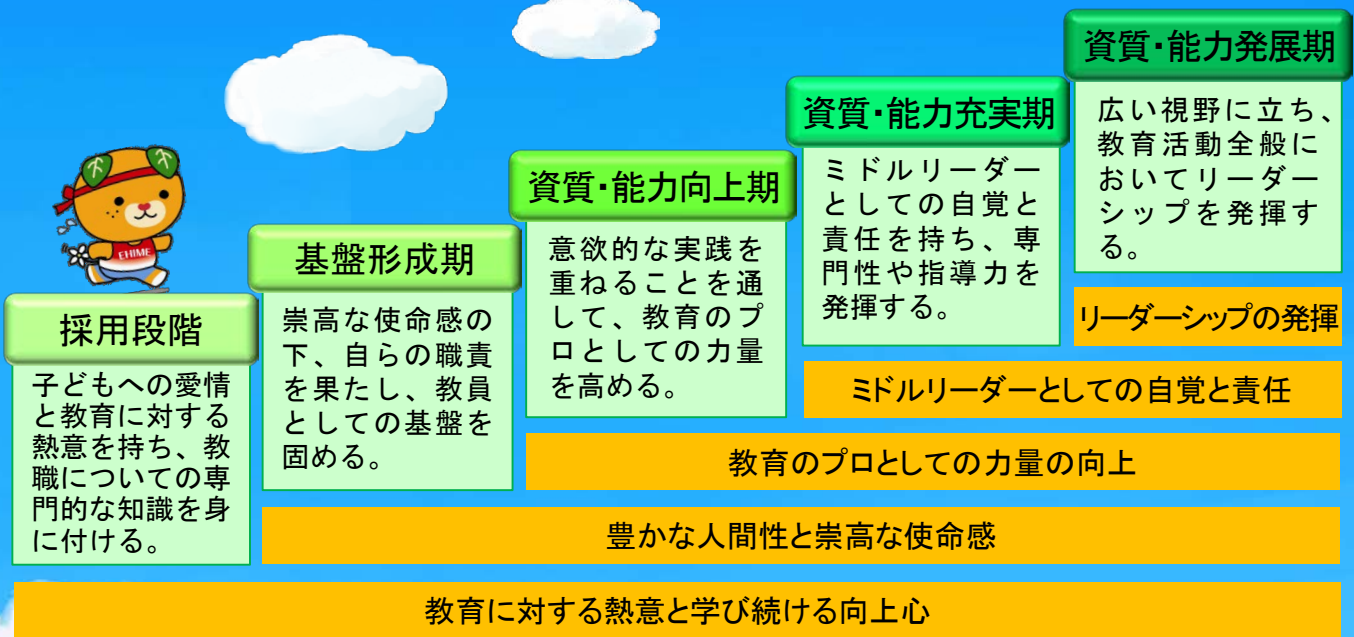 採用段階
子どもへの愛情
と教育に対する
熱意を持ち、教
職についての専
門的な知識を身
に付ける。
EHIME
基盤形成期
崇高な使命感の
下、自らの職責
を果たし、教員
としての基盤を
固める。
資質・能力向上期
意欲的な実践を
重ねることを通
して、教育のプ
ロとしての力量
を高める。
資質・能力充実期
ミドルリーダー
としての自覚と
責任を持ち、専
門性や指導力を
発揮する。
資質・能力発展期
広い視野に立ち、
教育活動全般に
おいてリーダー
シップを発揮す
る。
リーダーシップの発揮
ミドルリーダーとしての自覚と責任
教育のプロとしての力量の向上
豊かな人間性と崇高な使命感
教育に対する熱意と学び続ける向上心